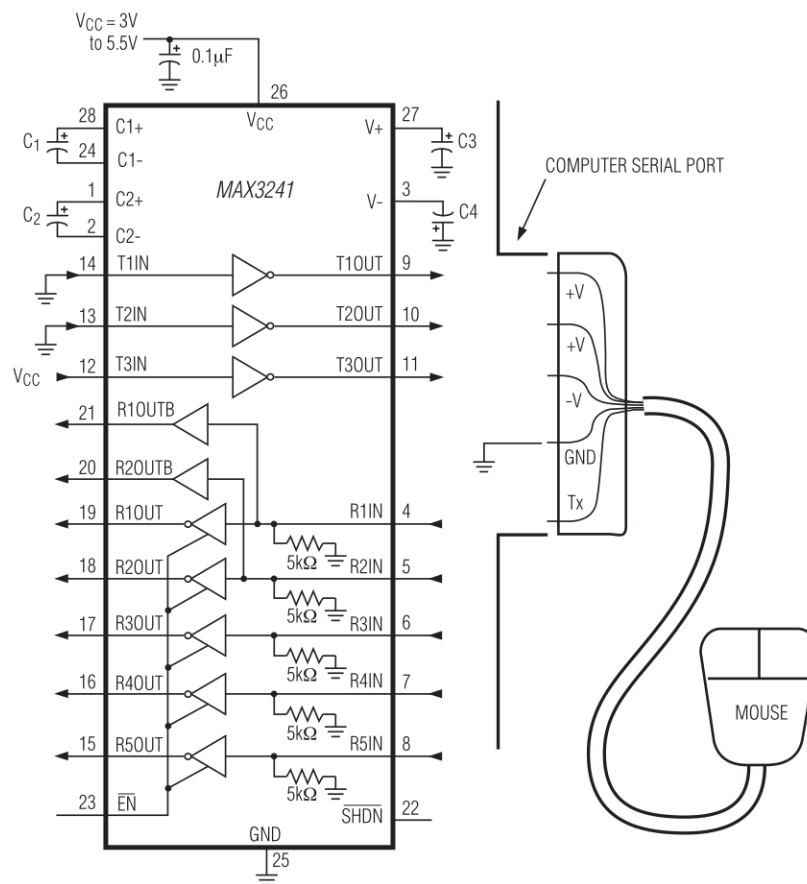 VCC = 3V
to 5.5V
0.1μF
26
VCC
28 C1+
C1
24 C1-
1 C2+
C2
2 C2-
MAX3241
V+ 27
C3
V- 3
C4
COMPUTER SERIAL PORT
14 T1IN T1OUT 9
13 T2IN T2OUT 10
VCC 12 T3IN T3OUT 11
21 R1OUTB
20 R2OUTB
19 R1OUT R1IN 4
5kΩ
18 R2OUT R2IN 5
5kΩ
17 R3OUT R3IN 6
5kΩ
16 R4OUT R4IN 7
5kΩ
15 R5OUT R5IN 8
5kΩ
23 EN
SHDN 22
GND
25
+V
+V
-V
GND
Tx
MOUSE